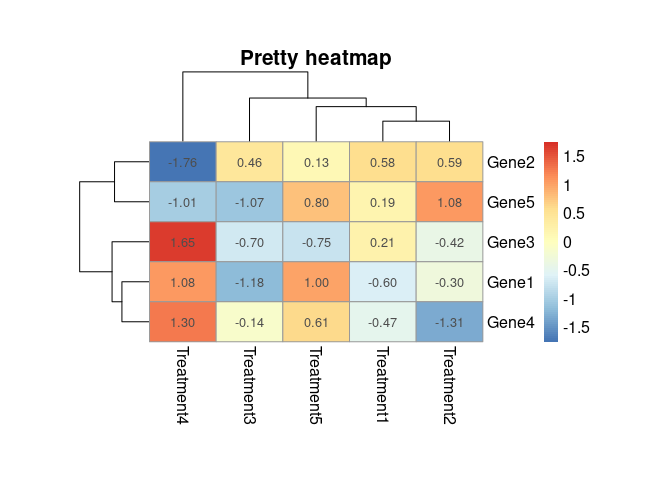 Pretty heatmap
-1.76 0.46 0.13 0.58 0.59 Gene2
-1.01 -1.07 0.80 0.19 1.08 Gene5
1.65 -0.70 -0.75 0.21 -0.42 Gene3
1.08 -1.18 1.00 -0.60 -0.30 Gene1
1.30 -0.14 0.61 -0.47 -1.31 Gene4
Treatment4
Treatment3
Treatment5
Treatment1
Treatment2
1.5
1
0.5
0
-0.5
-1
-1.5